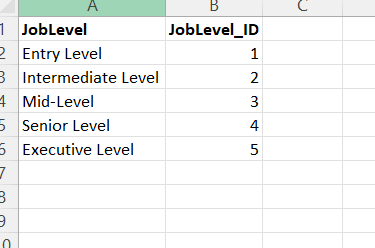 A B C
1 JobLevel JobLevel_ID
2 Entry Level 1
3 Intermediate Level 2
4 Mid-Level 3
5 Senior Level 4
6 Executive Level 5
7
8
9
10